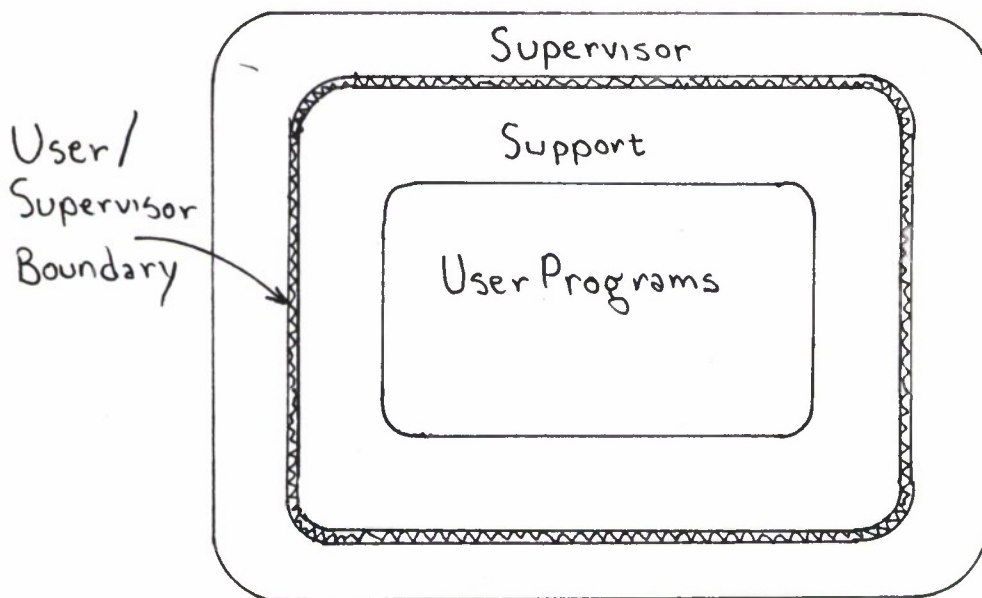 Supervisor
User/
Supervisor
Boundary
Support
User Programs